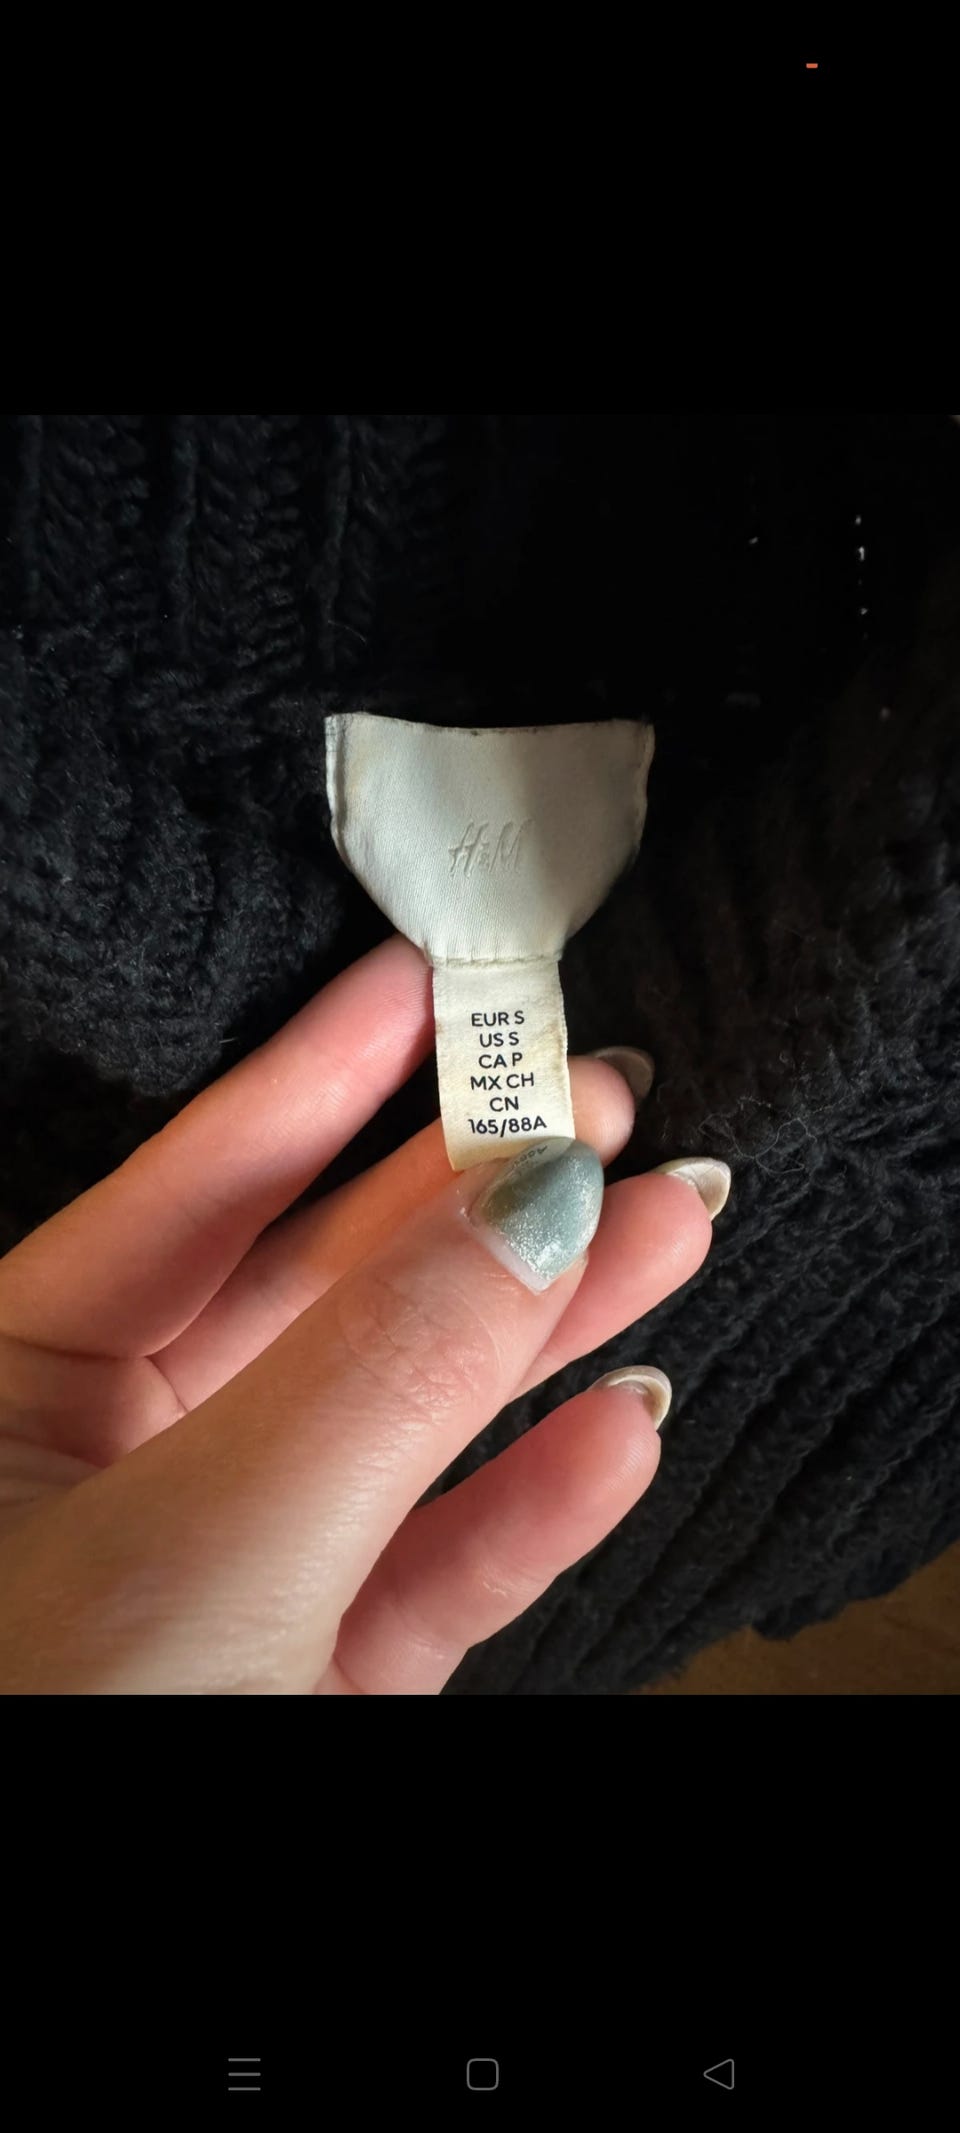 H&M
EUR S
US S
CA P
MX CH
CN
165/88A